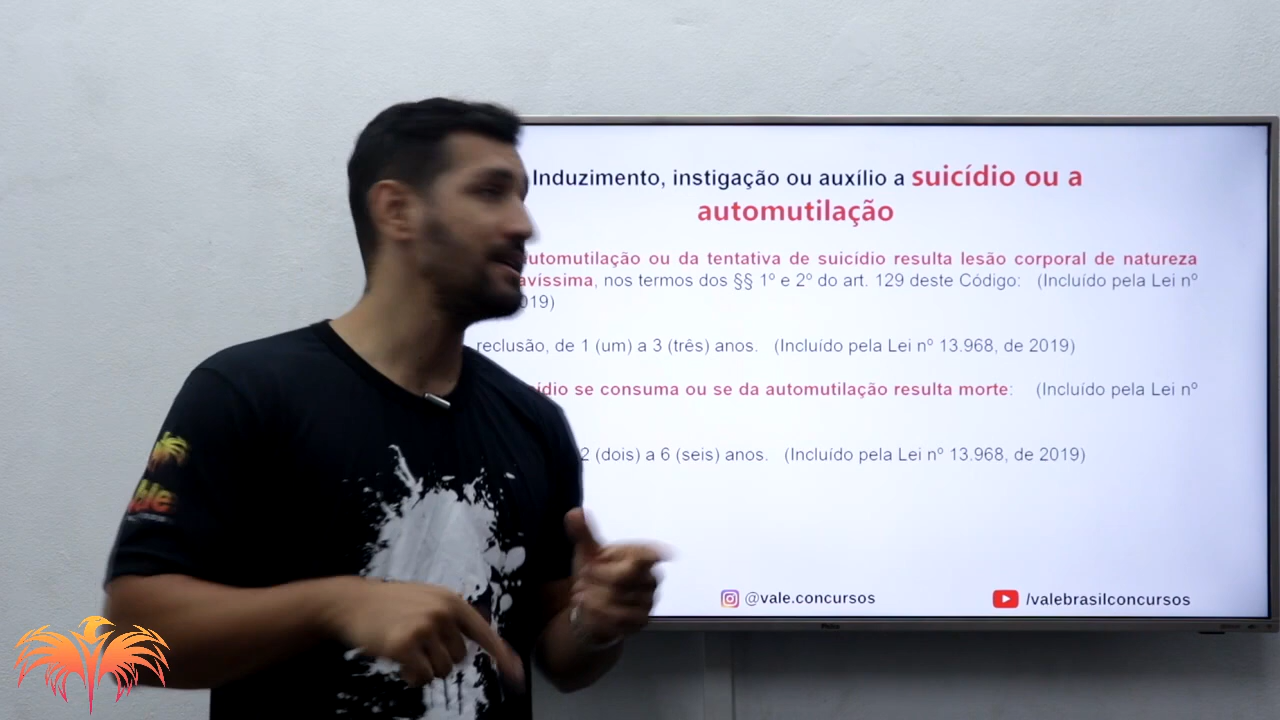 Induzimento, instigação ou auxílio a suicídio ou a
automutilação
utomutilação ou da tentativa de suicídio resulta lesão corporal de natureza
avíssima, nos termos dos §§ 1º e 2º do art. 129 deste Código: (Incluído pela Lei nº
019)
reclusão, de 1 (um) a 3 (três) anos. (Incluído pela Lei nº 13.968, de 2019)
ídio se consuma ou se da automutilação resulta morte: (Incluído pela Lei nº
2 (dois) a 6 (seis) anos. (Incluído pela Lei nº 13.968, de 2019)
@vale.concursos
/valebrasilconcursos
Vale